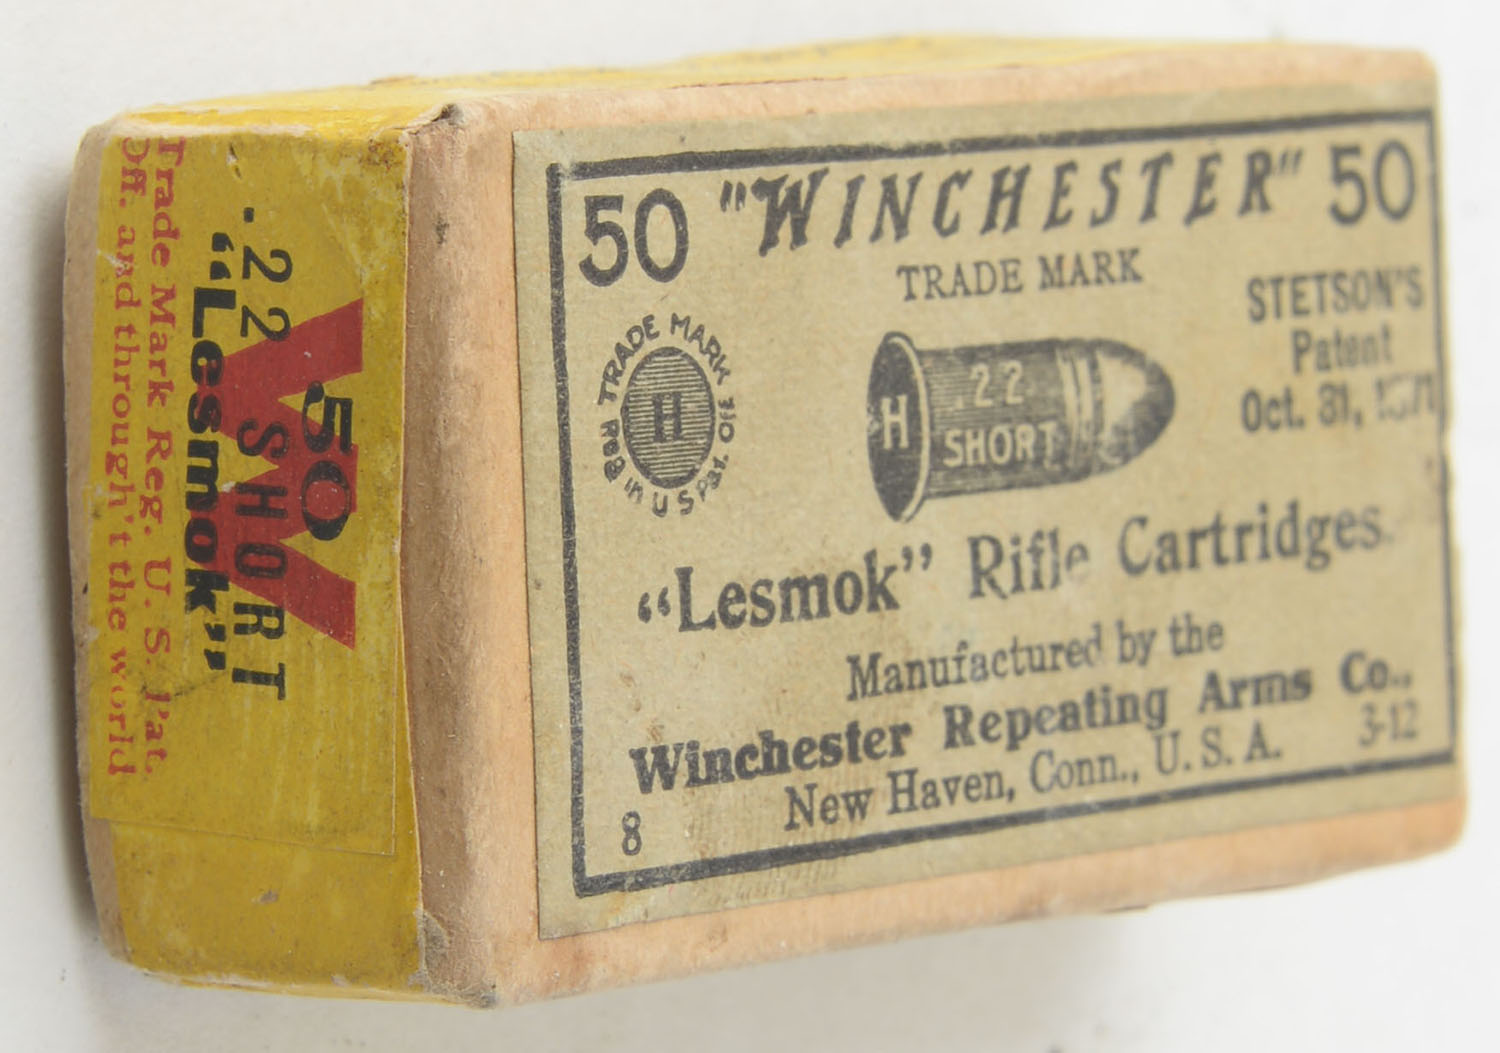 50 "WINCHESTER" 50
TRADE MARK
STETSON'S
Patent
Oct. 31,
TRADE MARK
REG IN U S Pat. Off
H
H
.22
SHORT
"Lesmok" Rifle Cartridges.
Manufactured by the
Winchester Repeating Arms Co.,
New Haven, Conn., U. S. A.
8
3-12
W
50
.22 SHORT
"Lesmok"
Trade Mark Reg. U. S. Pat.
Off. and through't the world